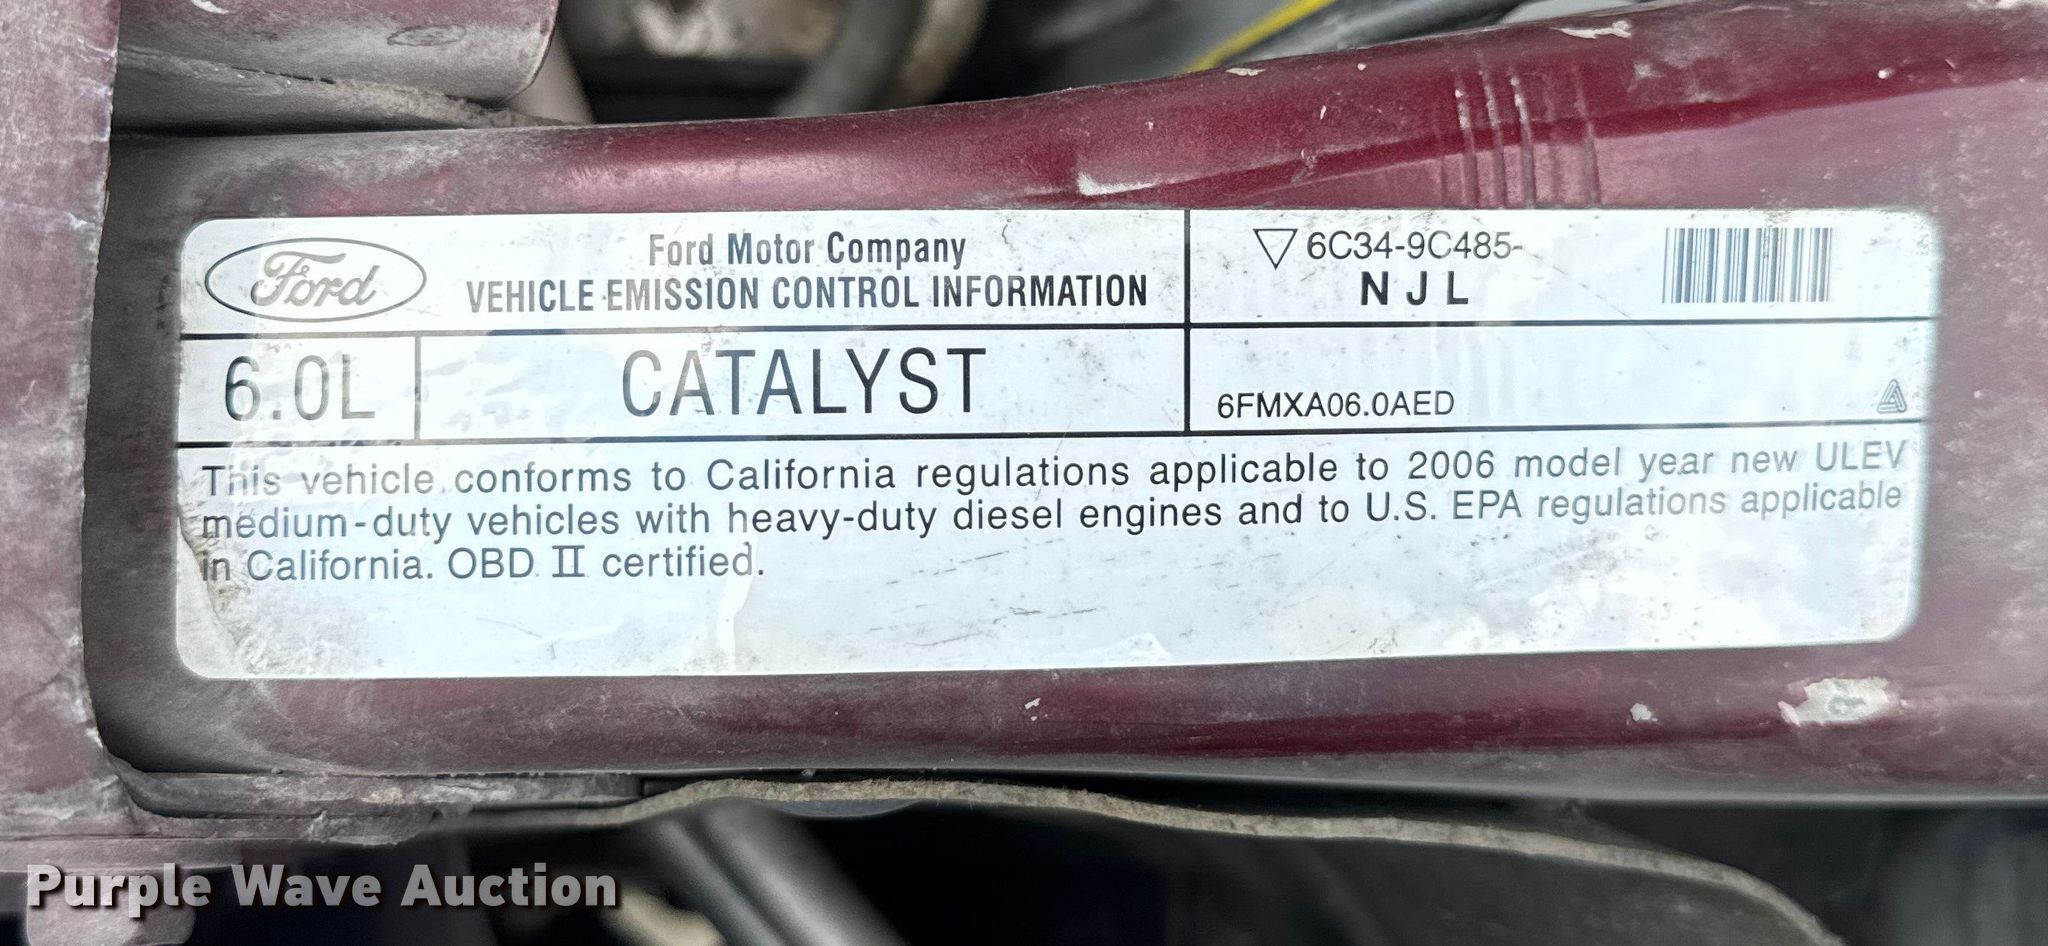 Ford
Ford Motor Company
VEHICLE EMISSION CONTROL INFORMATION
6C34-9C485-
NJL
6.0L
CATALYST
6FMXA06.0AED
This vehicle conforms to California regulations applicable to 2006 model year new ULEV
medium-duty vehicles with heavy-duty diesel engines and to U.S. EPA regulations applicable
in California. OBD II certified.
Purple Wave Auction